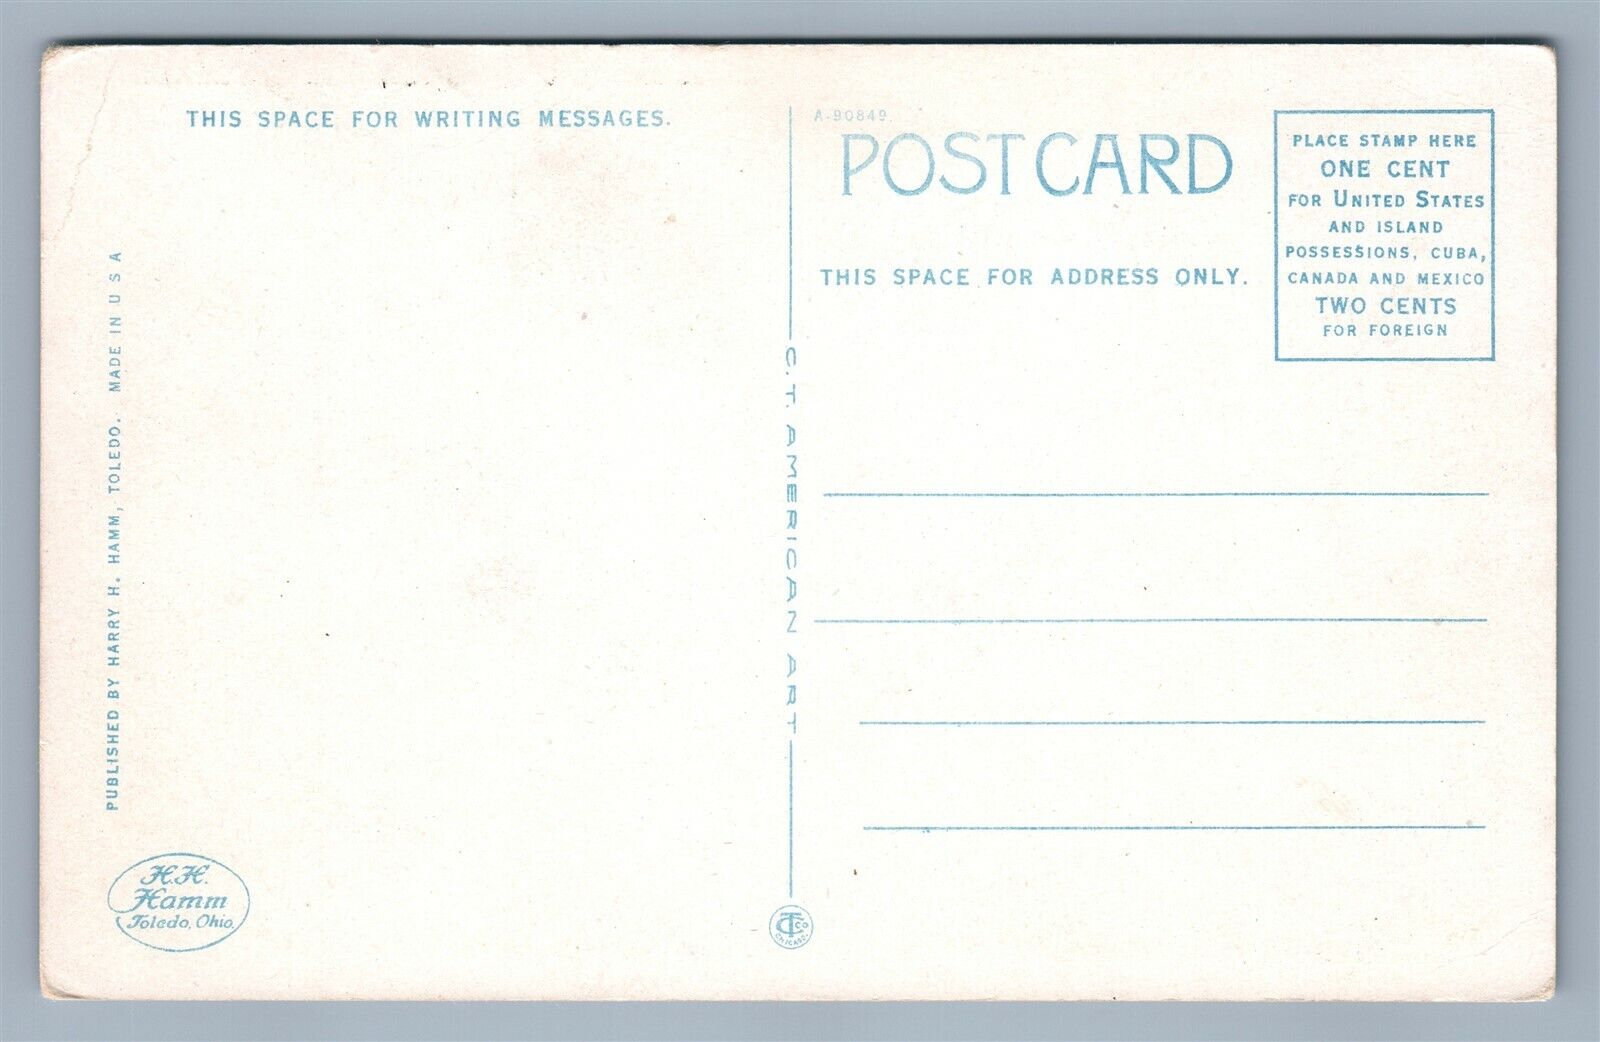 THIS SPACE FOR WRITING MESSAGES.
PUBLISHED BY HARRY H. HAMM, TOLEDO. MADE IN U S A
H.H.
Hamm
Toledo, Ohio.
C.T. AMERICAN ART
CTCO
CHICAGO.
A-90849
POST CARD
THIS SPACE FOR ADDRESS ONLY.
PLACE STAMP HERE
ONE CENT
FOR UNITED STATES
AND ISLAND
POSSESSIONS, CUBA,
CANADA AND MEXICO
TWO CENTS
FOR FOREIGN